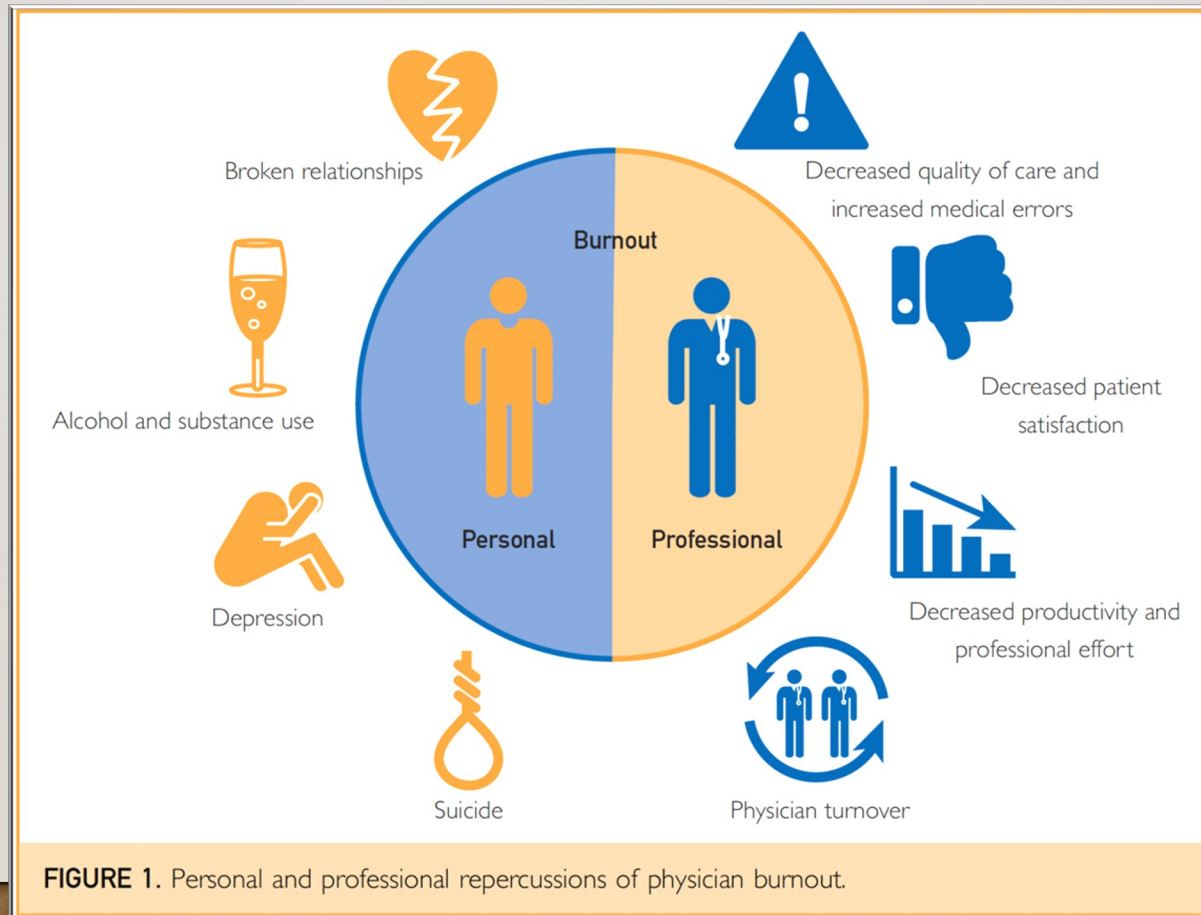 Broken relationships
Decreased quality of care and
increased medical errors
Burnout
Alcohol and substance use
Decreased patient
satisfaction
Personal
Professional
Depression
Decreased productivity and
professional effort
Suicide
Physician turnover
FIGURE 1. Personal and professional repercussions of physician burnout.